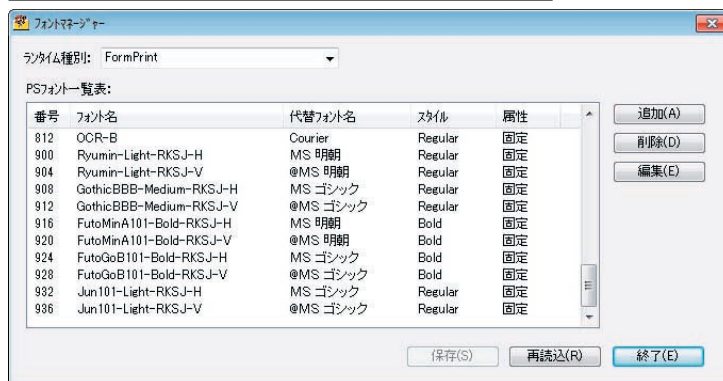 フォントマネージャー
ランタイム種別: FormPrint
PSフォント一覧表:
番号 フォント名 代替フォント名 スタイル 属性
812 OCR-B Courier Regular 固定
900 Ryumin-Light-RKSJ-H MS 明朝 Regular 固定
904 Ryumin-Light-RKSJ-V @MS 明朝 Regular 固定
908 GothicBBB-Medium-RKSJ-H MS ゴシック Regular 固定
912 GothicBBB-Medium-RKSJ-V @MS ゴシック Regular 固定
916 FutoMinA101-Bold-RKSJ-H MS 明朝 Bold 固定
920 FutoMinA101-Bold-RKSJ-V @MS 明朝 Bold 固定
924 FutoGoB101-Bold-RKSJ-H MS ゴシック Bold 固定
928 FutoGoB101-Bold-RKSJ-V @MS ゴシック Bold 固定
932 Jun101-Light-RKSJ-H MS ゴシック Regular 固定
936 Jun101-Light-RKSJ-V @MS ゴシック Regular 固定
追加(A)
削除(D)
編集(E)
保存(S) 再読込(R) 終了(E)